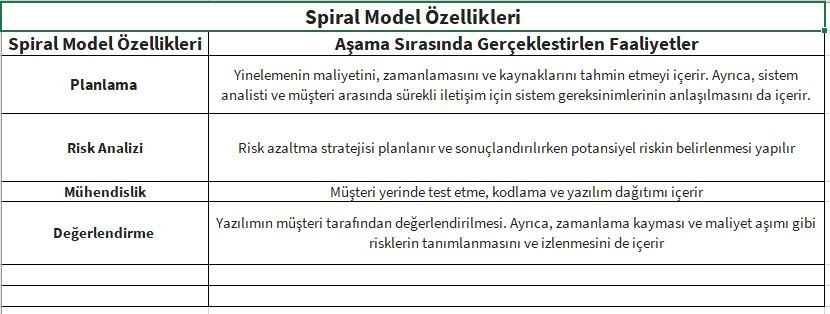 Spiral Model Özellikleri
Spiral Model Özellikleri
Aşama Sırasında Gerçeklestirlen Faaliyetler
Planlama
Yinelemenin maliyetini, zamanlamasını ve kaynaklarını tahmin etmeyi içerir. Ayrıca, sistem
analisti ve müşteri arasında sürekli iletişim için sistem gereksinimlerinin anlaşılmasını da içerir.
Risk Analizi
Risk azaltma stratejisi planlanır ve sonuçlandırılırken potansiyel riskin belirlenmesi yapılır
Mühendislik
Müşteri yerinde test etme, kodlama ve yazılım dağıtımı içerir
Değerlendirme
Yazılımın müşteri tarafından değerlendirilmesi. Ayrıca, zamanlama kayması ve maliyet aşımı gibi
risklerin tanımlanmasını ve izlenmesini de içerir